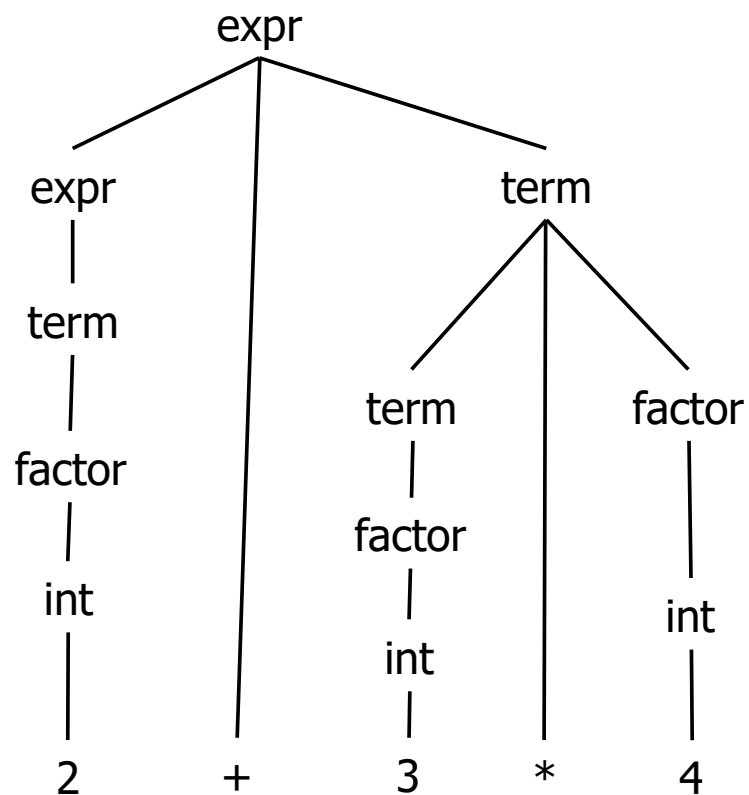 expr
expr term
term
term factor
factor
factor
int
int
int
2 + 3 * 4